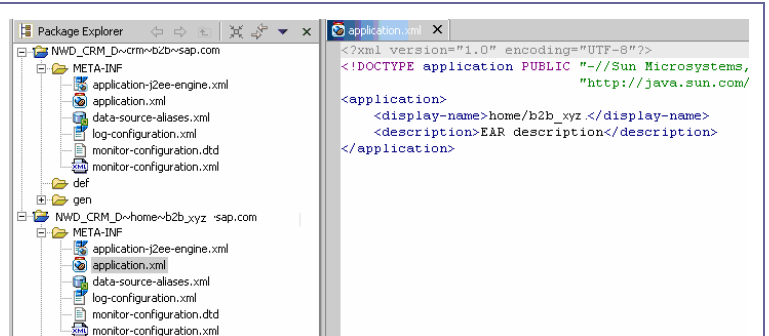 Package Explorer
NWD_CRM_D~crm~b2b~sap.com
META-INF
application-j2ee-engine.xml
application.xml
data-source-aliases.xml
log-configuration.xml
monitor-configuration.dtd
monitor-configuration.xml
def
gen
NWD_CRM_D~home~b2b_xyz -sap.com
META-INF
application-j2ee-engine.xml
application.xml
data-source-aliases.xml
log-configuration.xml
monitor-configuration.dtd
monitor-configuration.xml
application.xml
<?xml version="1.0" encoding="UTF-8"?>
<!DOCTYPE application PUBLIC "-//Sun Microsystems,
"http://java.sun.com/
<application>
<display-name>home/b2b_xyz.</display-name>
<description>EAR description</description>
</application>